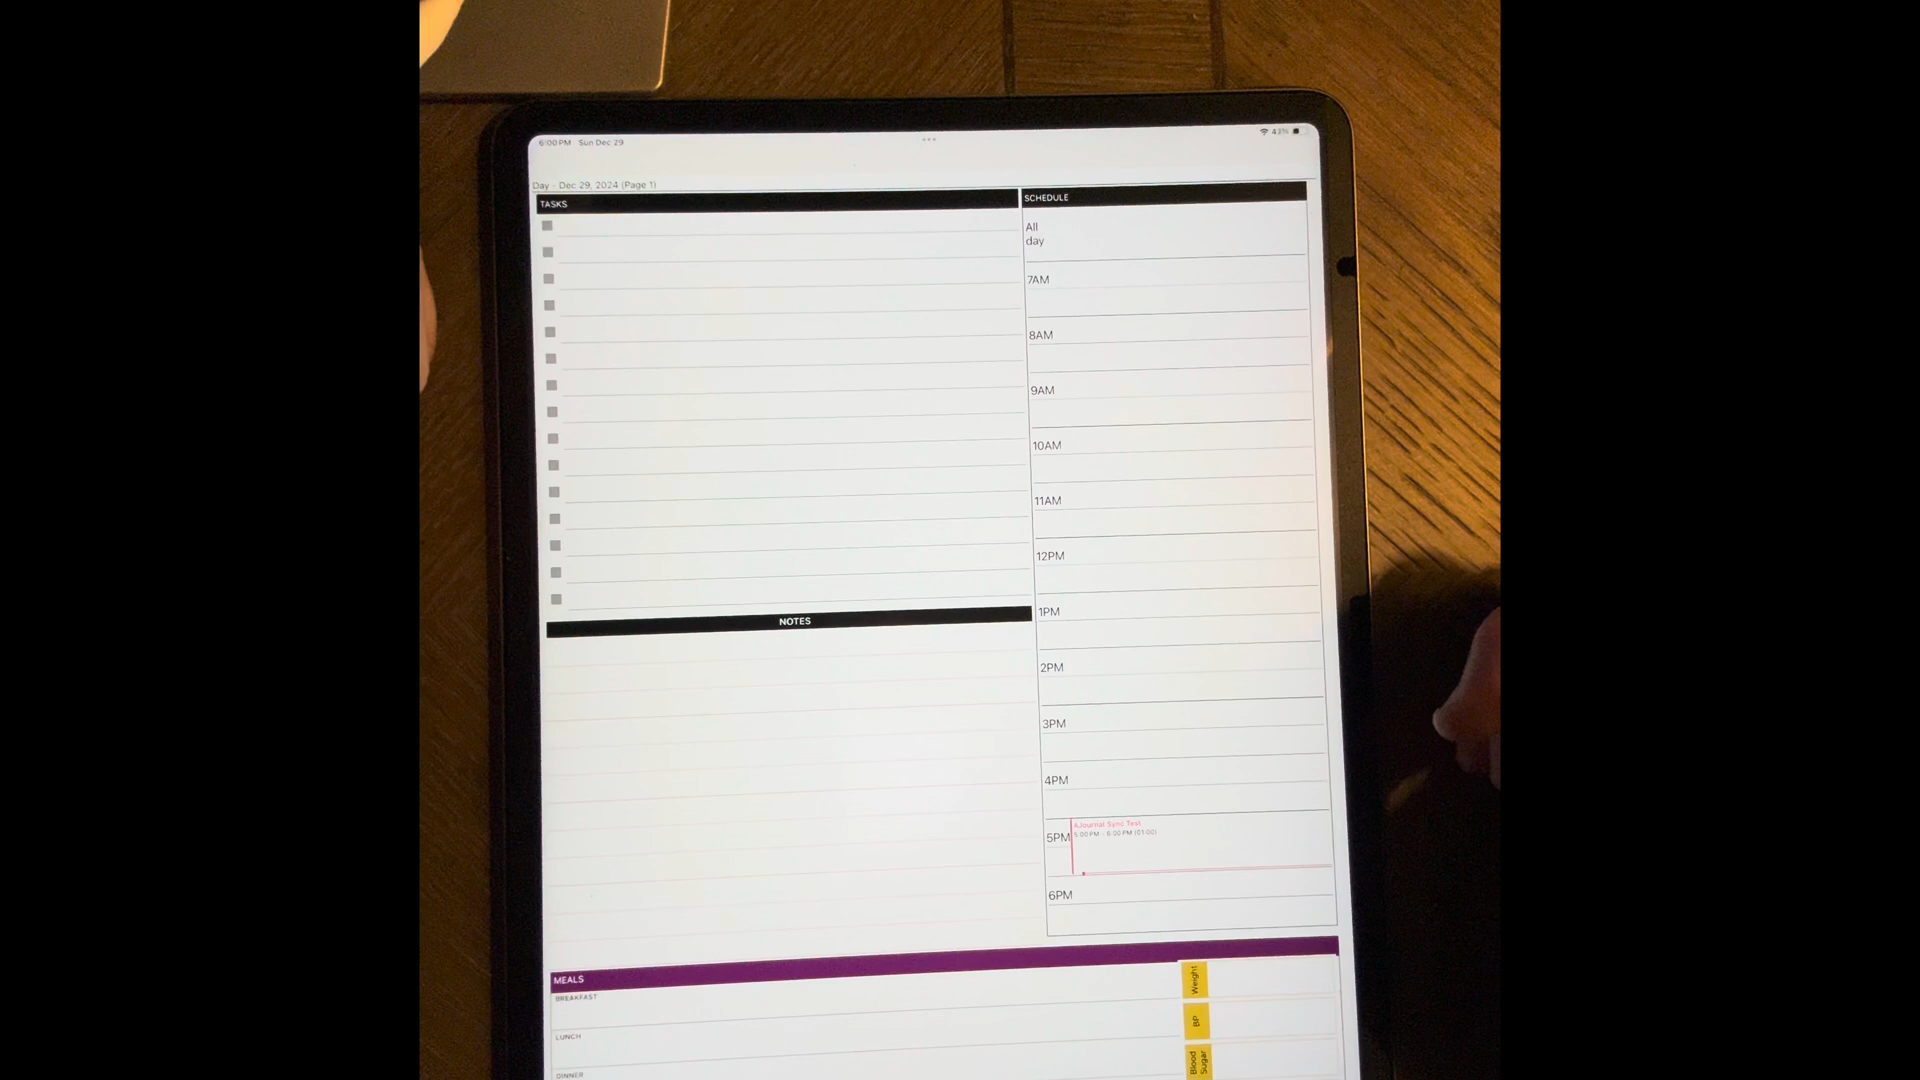 6:00 PM Sun Dec 29
43%
Day - Dec 29, 2024 (Page 1)
TASKS
SCHEDULE
All
day
7AM
8AM
9AM
10AM
11AM
12PM
1PM
2PM
3PM
4PM
5PM
AJournal Sync Test
5:00 PM - 6:00 PM (01:00)
6PM
NOTES
MEALS
BREAKFAST
LUNCH
DINNER
Weight
BP
Blood
Sugar